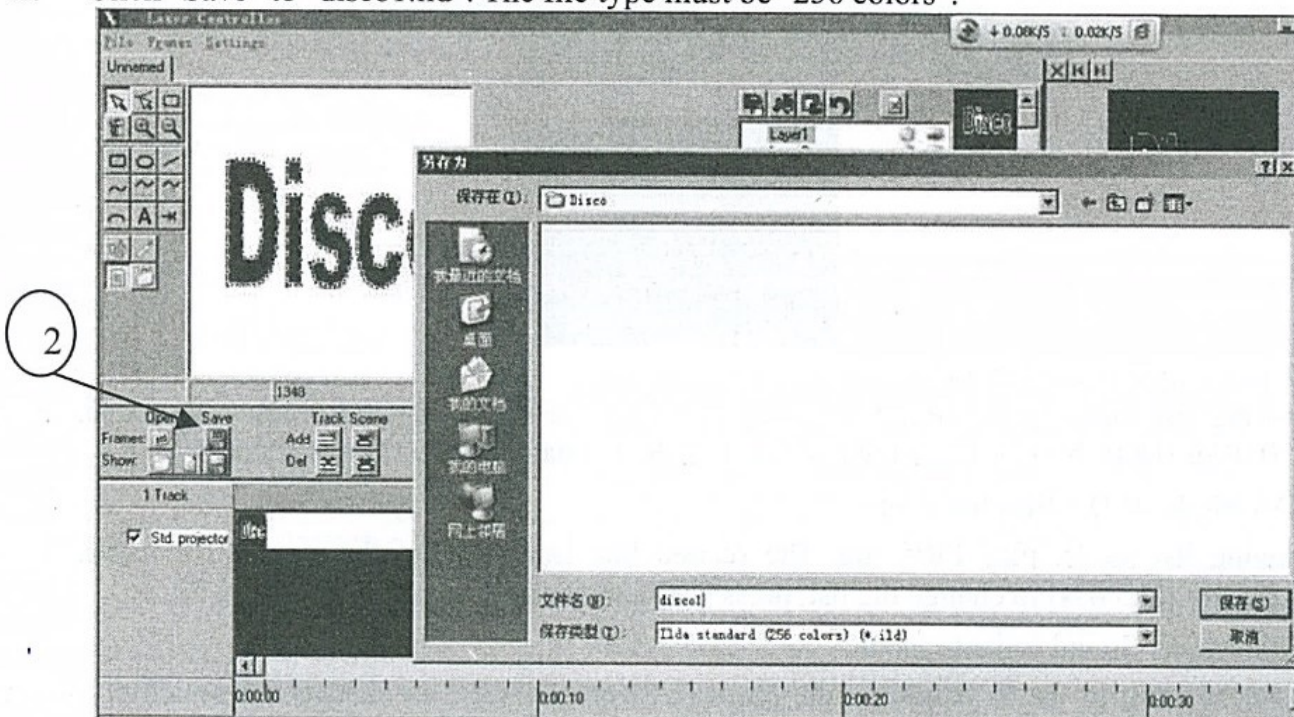 "Save" to "disco1.ild". The file type must be "256 colors".
Laser Controller
File Frames Settings
↓ 0.08K/S ↑ 0.02K/S
Unnamed
Layer1
Disco
Disco
另存为
保存在(I):
Disco
我最近的文档
桌面
我的文档
我的电脑
网上邻居
2
1348
Open Save Track Scene
Frames: Add
Show: Del
1 Track
Std. projector
Disc
文件名(N):
disco1
保存(S)
保存类型(T):
Ilda standard (256 colors) (*.ild)
取消
0:00:00 0:00:10 0:00:20 0:00:30